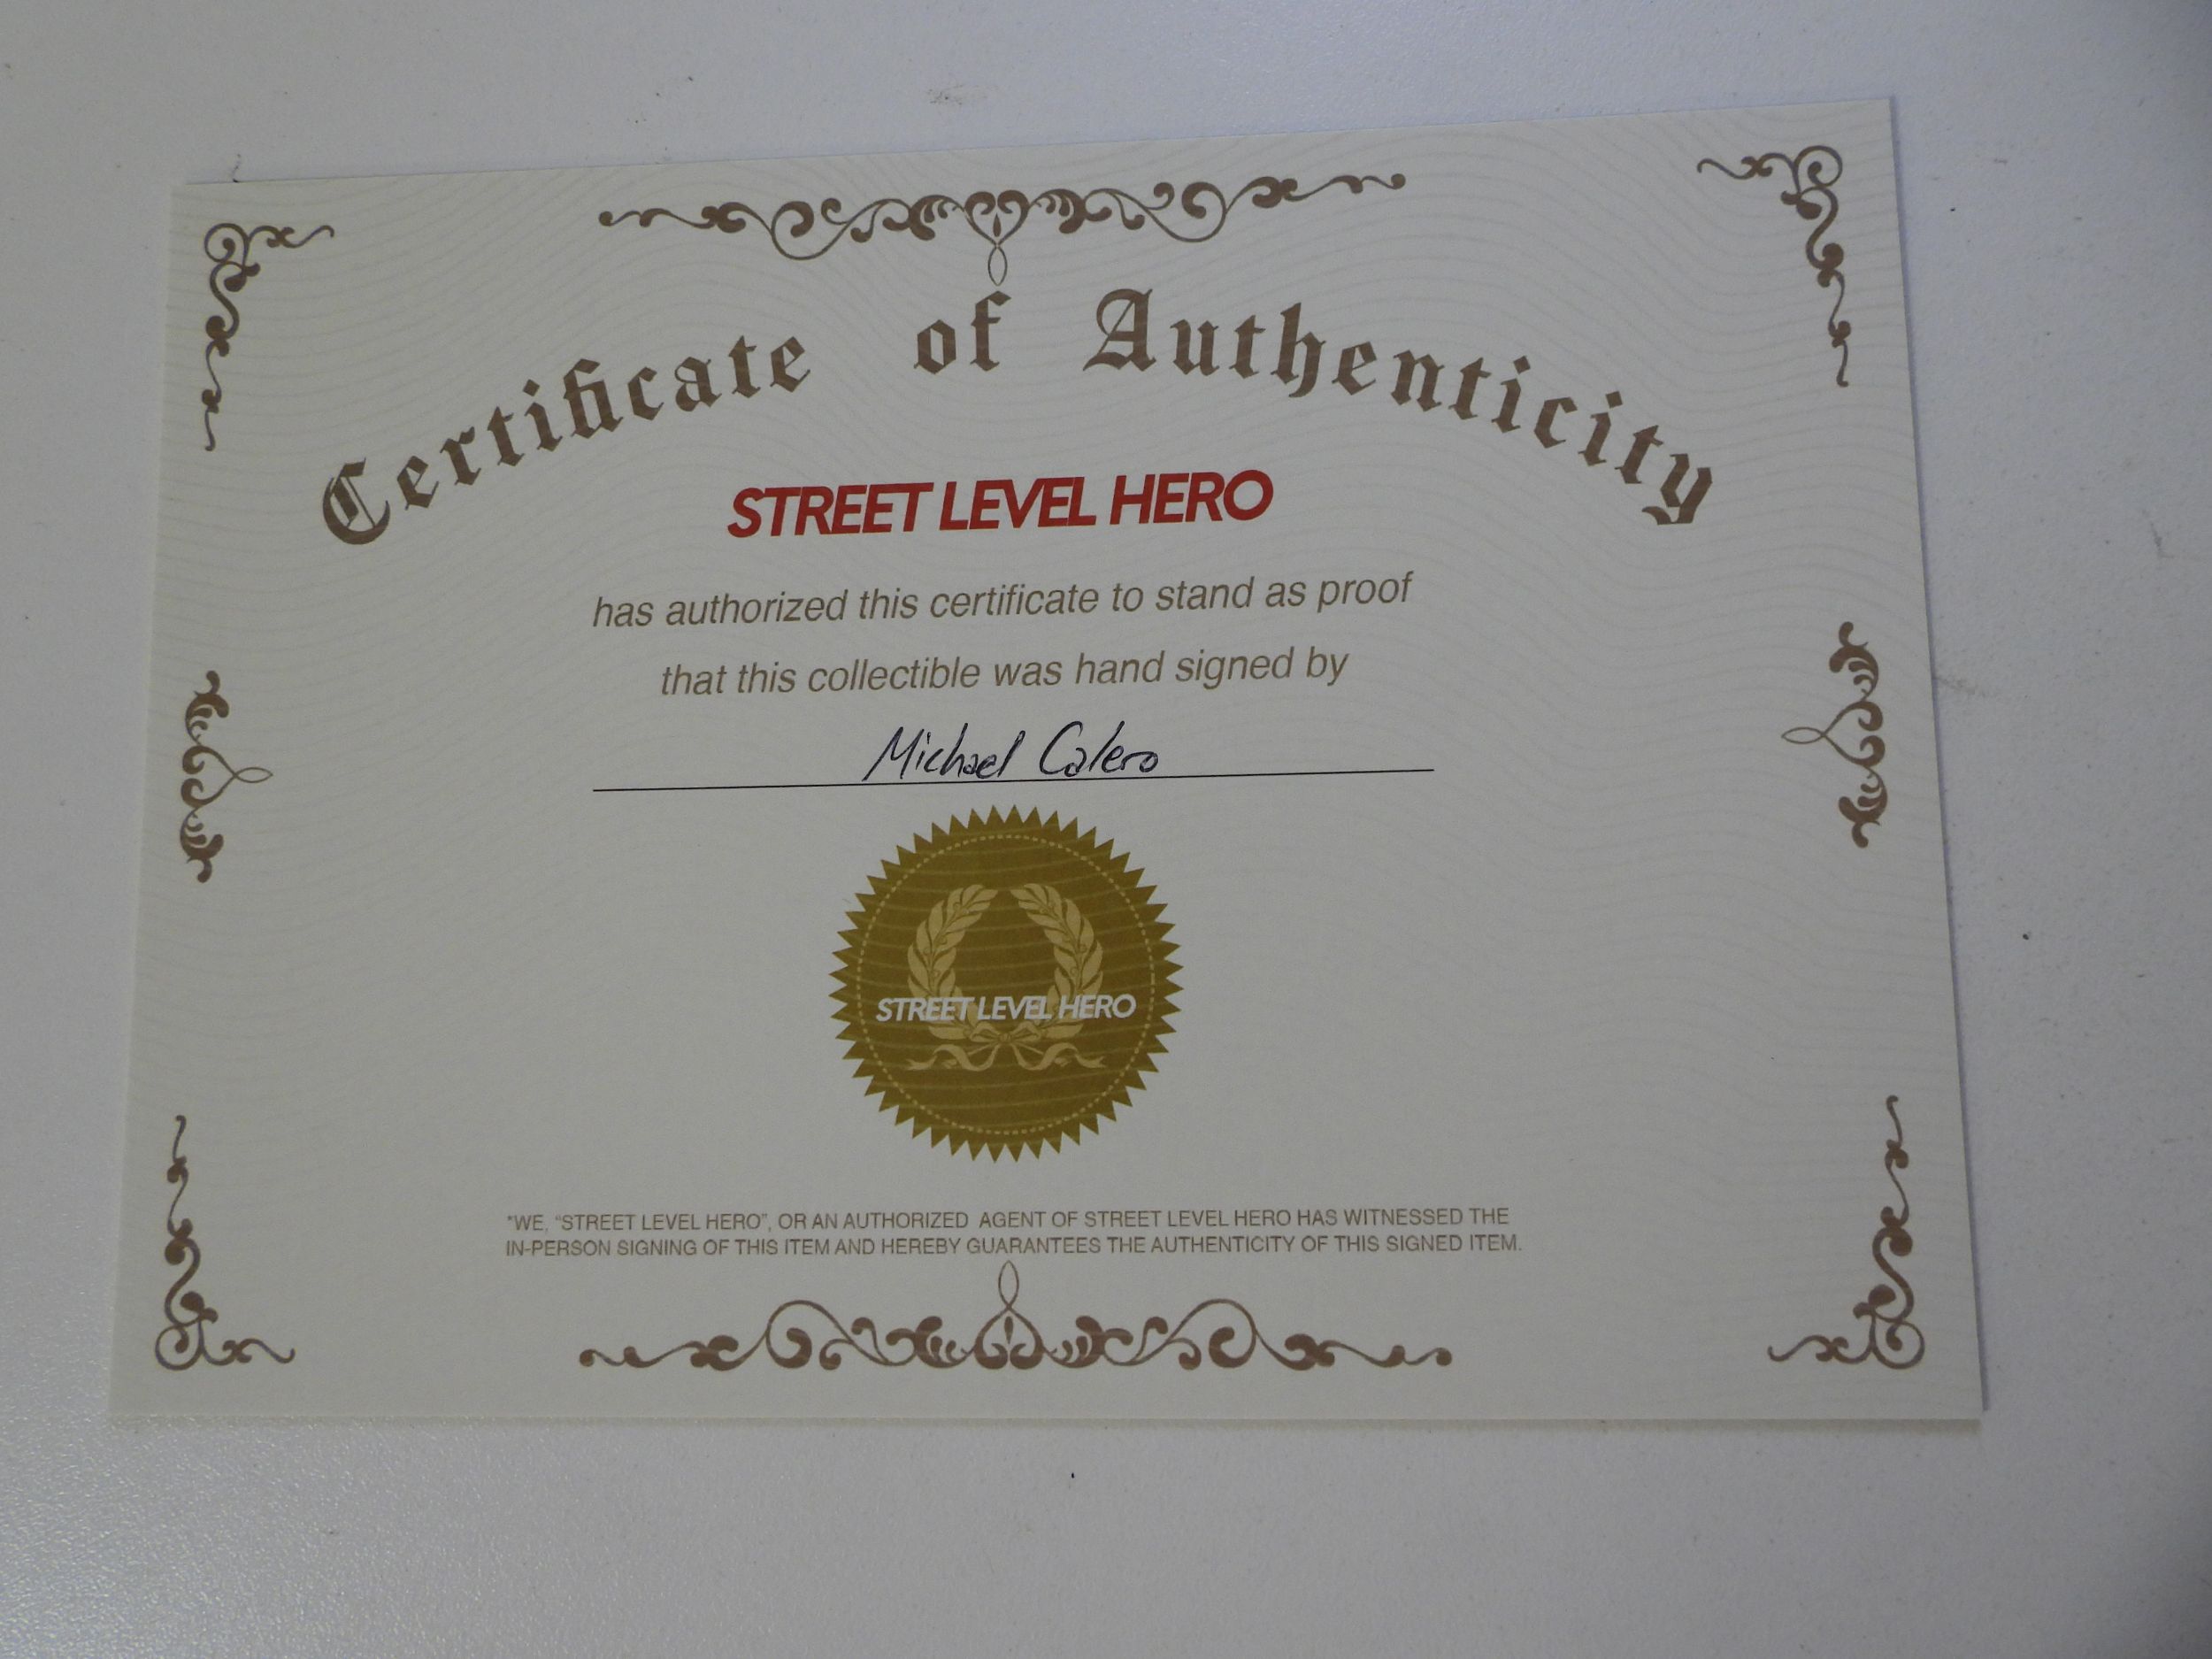 Certificate of Authenticity
STREET LEVEL HERO
has authorized this certificate to stand as proof
that this collectible was hand signed by
Michael Calero
STREET LEVEL HERO
*WE, "STREET LEVEL HERO", OR AN AUTHORIZED AGENT OF STREET LEVEL HERO HAS WITNESSED THE
IN-PERSON SIGNING OF THIS ITEM AND HEREBY GUARANTEES THE AUTHENTICITY OF THIS SIGNED ITEM.